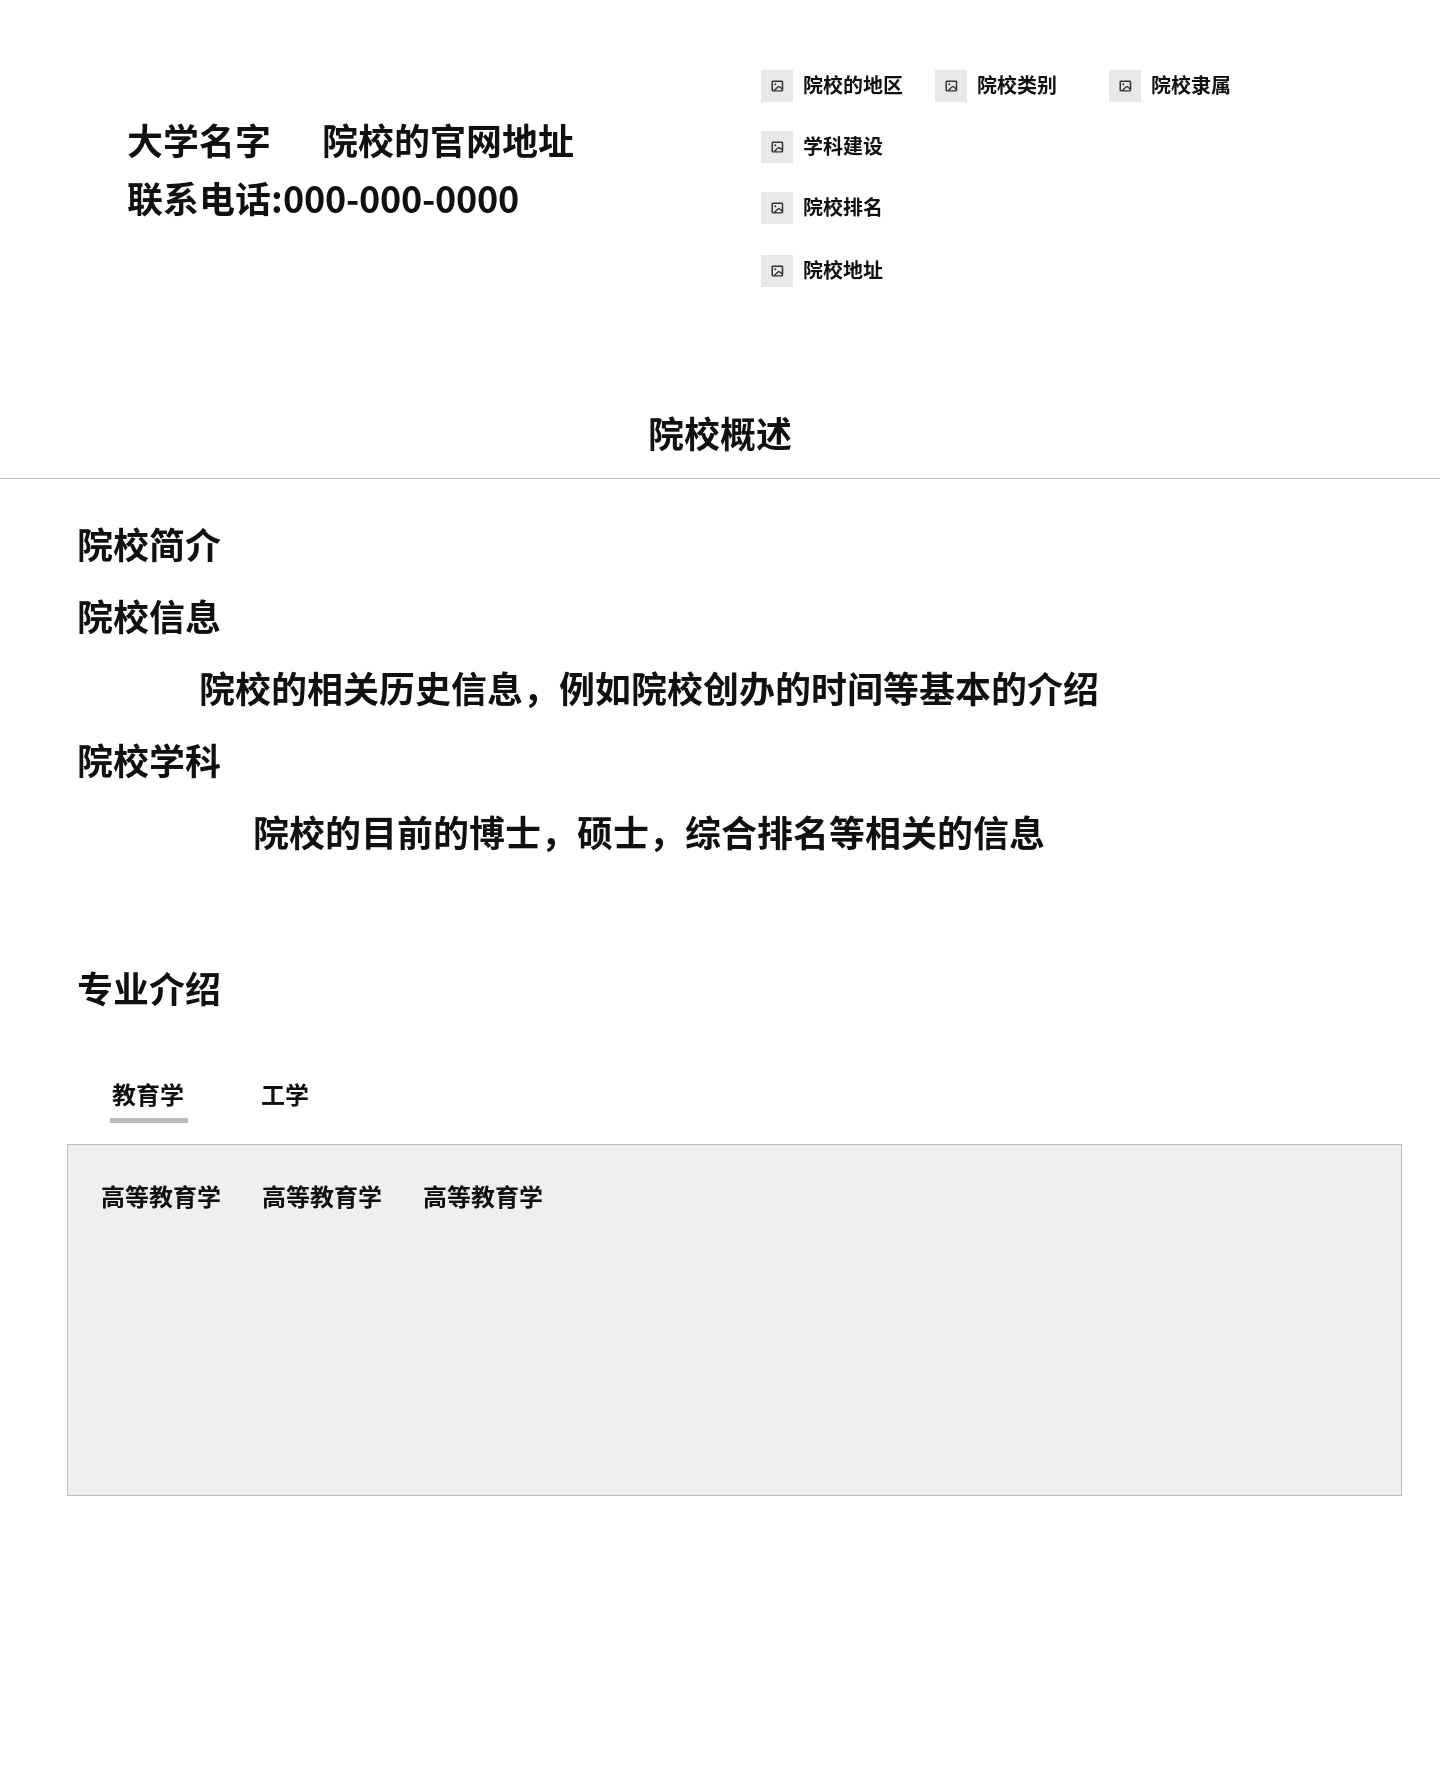 大学名字 院校的官网地址
联系电话:000-000-0000
院校的地区 院校类别 院校隶属
学科建设
院校排名
院校地址
院校概述
院校简介
院校信息
院校的相关历史信息，例如院校创办的时间等基本的介绍
院校学科
院校的目前的博士，硕士，综合排名等相关的信息
专业介绍
教育学 工学
高等教育学 高等教育学 高等教育学